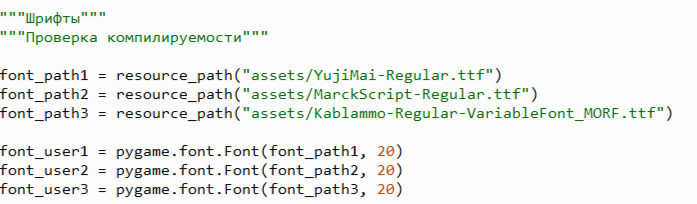 """Шрифты"""
"""Проверка компилируемости"""
font_path1 = resource_path("assets/YujiMai-Regular.ttf")
font_path2 = resource_path("assets/MarckScript-Regular.ttf")
font_path3 = resource_path("assets/Kablammo-Regular-VariableFont_MORF.ttf")
font_user1 = pygame.font.Font(font_path1, 20)
font_user2 = pygame.font.Font(font_path2, 20)
font_user3 = pygame.font.Font(font_path3, 20)